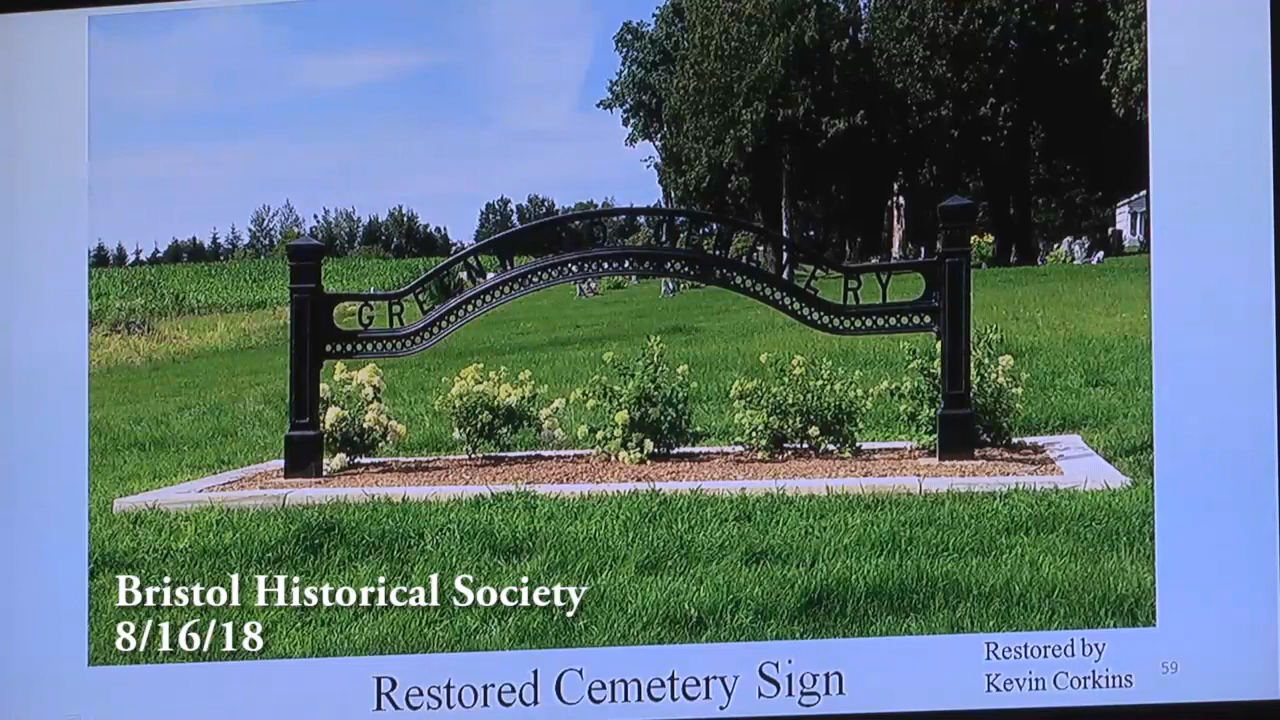 Bristol Historical Society
8/16/18
Restored Cemetery Sign
Restored by
Kevin Corkins
59